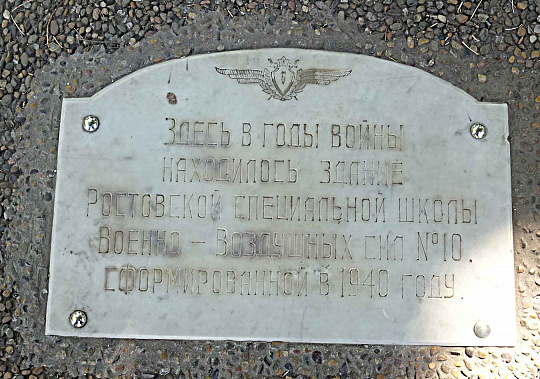 Здесь в годы войны
находилось здание
Ростовской специальной школы
Военно - Воздушных сил №10.
сформированной в 1940 году.